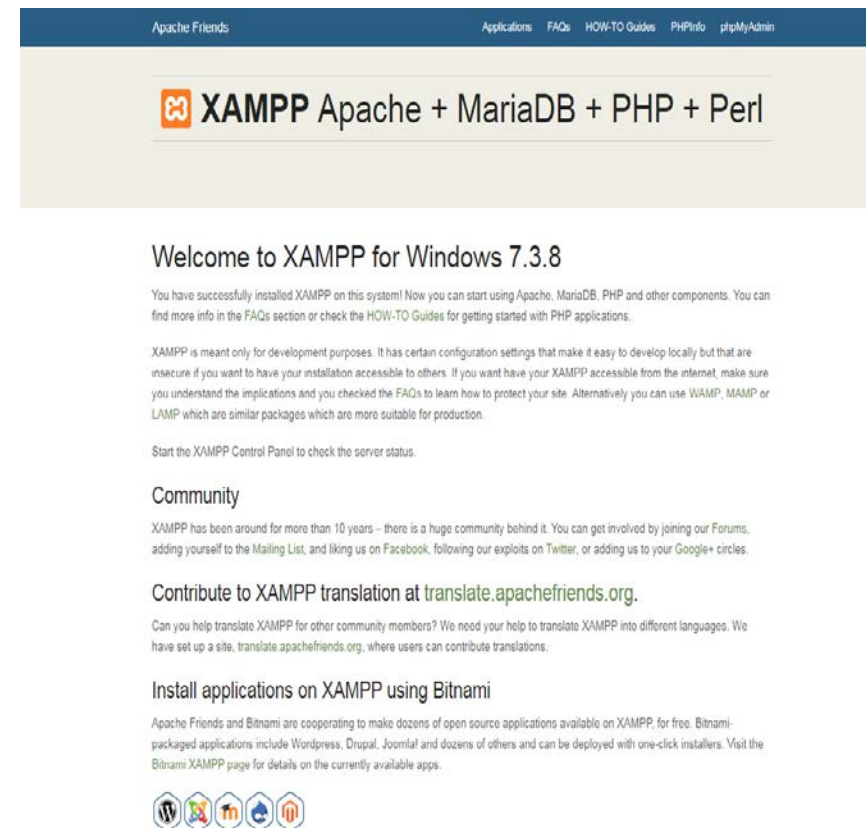 Apache Friends
Applications FAQs HOW-TO Guides PHPInfo phpMyAdmin
XAMPP Apache + MariaDB + PHP + Perl
Welcome to XAMPP for Windows 7.3.8
You have successfully installed XAMPP on this system! Now you can start using Apache, MariaDB, PHP and other components. You can
find more info in the FAQs section or check the HOW-TO Guides for getting started with PHP applications.
XAMPP is meant only for development purposes. It has certain configuration settings that make it easy to develop locally but that are
insecure if you want to have your installation accessible to others. If you want have your XAMPP accessible from the internet, make sure
you understand the implications and you checked the FAQs to learn how to protect your site. Alternatively you can use WAMP, MAMP or
LAMP which are similar packages which are more suitable for production.
Start the XAMPP Control Panel to check the server status.
Community
XAMPP has been around for more than 10 years – there is a huge community behind it. You can get involved by joining our Forums,
adding yourself to the Mailing List, and liking us on Facebook, following our exploits on Twitter, or adding us to your Google+ circles.
Contribute to XAMPP translation at translate.apachefriends.org.
Can you help translate XAMPP for other community members? We need your help to translate XAMPP into different languages. We
have set up a site, translate.apachefriends.org, where users can contribute translations.
Install applications on XAMPP using Bitnami
Apache Friends and Bitnami are cooperating to make dozens of open source applications available on XAMPP, for free. Bitnami-
packaged applications include Wordpress, Drupal, Joomla! and dozens of others and can be deployed with one-click installers. Visit the
Bitnami XAMPP page for details on the currently available apps.